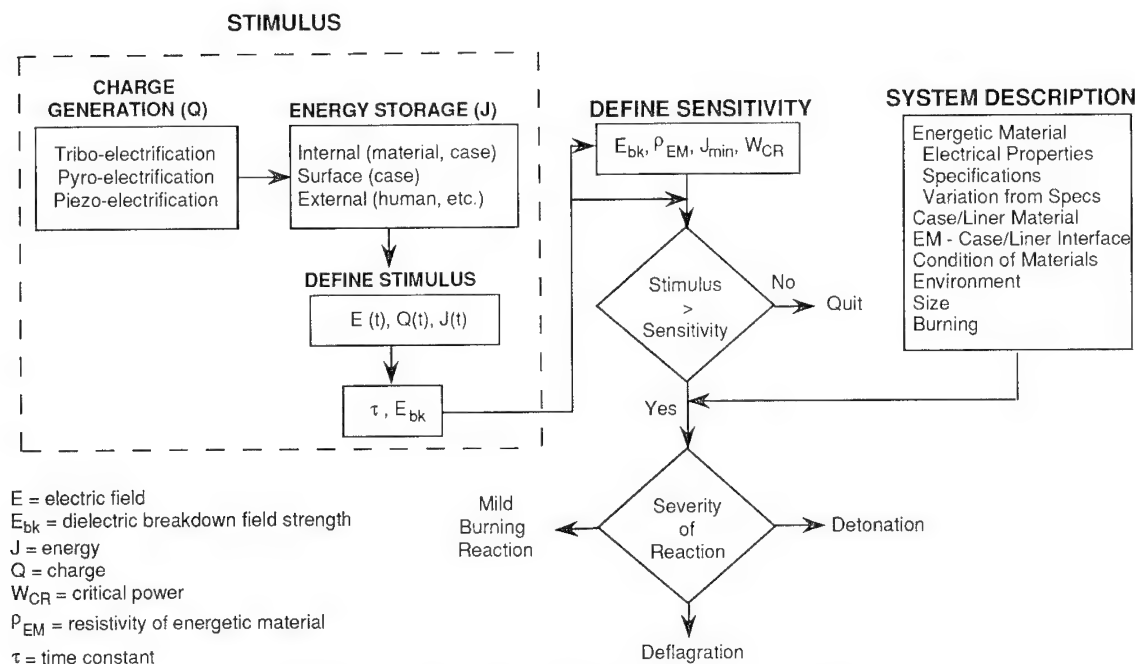 STIMULUS
CHARGE
GENERATION (Q)
Tribo-electrification
Pyro-electrification
Piezo-electrification
ENERGY STORAGE (J)
Internal (material, case)
Surface (case)
External (human, etc.)
DEFINE STIMULUS
E (t), Q(t), J(t)
τ , E_bk
DEFINE SENSITIVITY
E_bk, ρ_EM, J_min, W_CR
Stimulus
>
Sensitivity
No
Quit
Yes
SYSTEM DESCRIPTION
Energetic Material
Electrical Properties
Specifications
Variation from Specs
Case/Liner Material
EM - Case/Liner Interface
Condition of Materials
Environment
Size
Burning
Severity
of
Reaction
Mild
Burning
Reaction
Detonation
Deflagration
E = electric field
E_bk = dielectric breakdown field strength
J = energy
Q = charge
W_CR = critical power
ρ_EM = resistivity of energetic material
τ = time constant